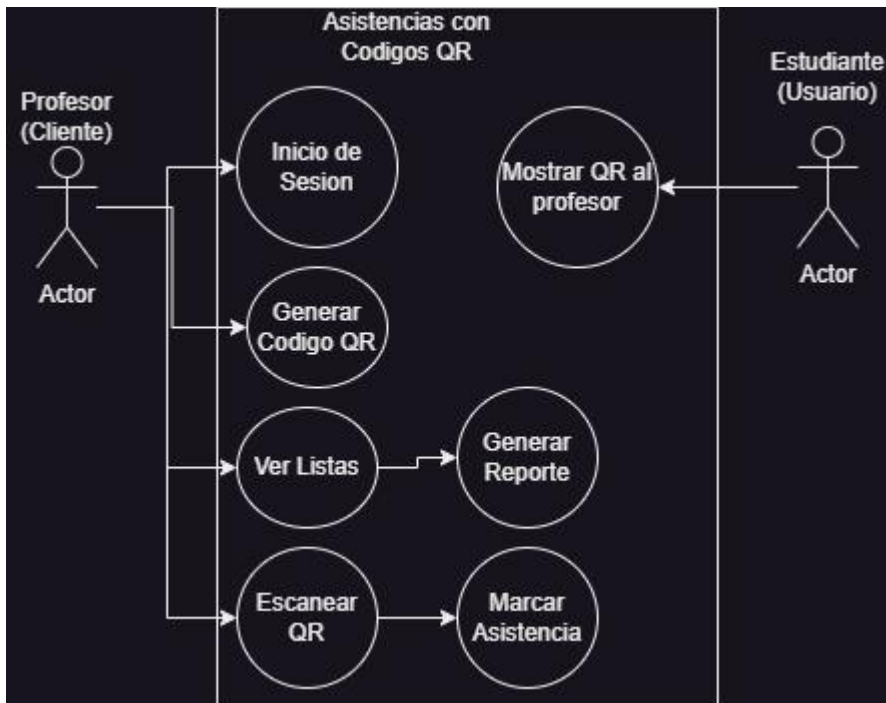 Asistencias con
Codigos QR
Profesor
(Cliente)
Actor
Inicio de
Sesion
Mostrar QR al
profesor
Estudiante
(Usuario)
Actor
Generar
Codigo QR
Ver Listas
Generar
Reporte
Escanear
QR
Marcar
Asistencia